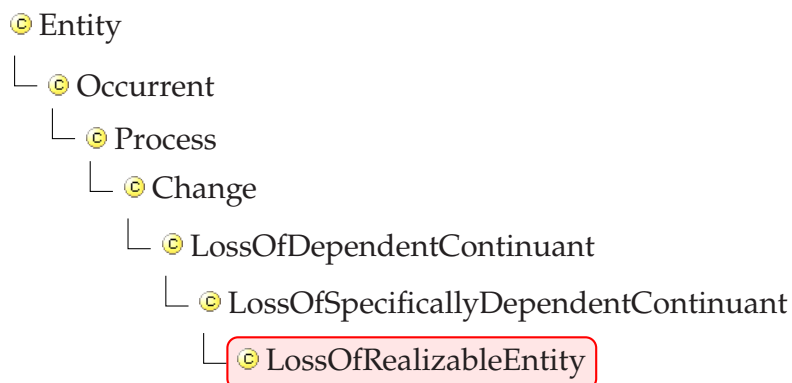 Entity
Occurrent
Process
Change
LossOfDependentContinuant
LossOfSpecificallyDependentContinuant
LossOfRealizableEntity